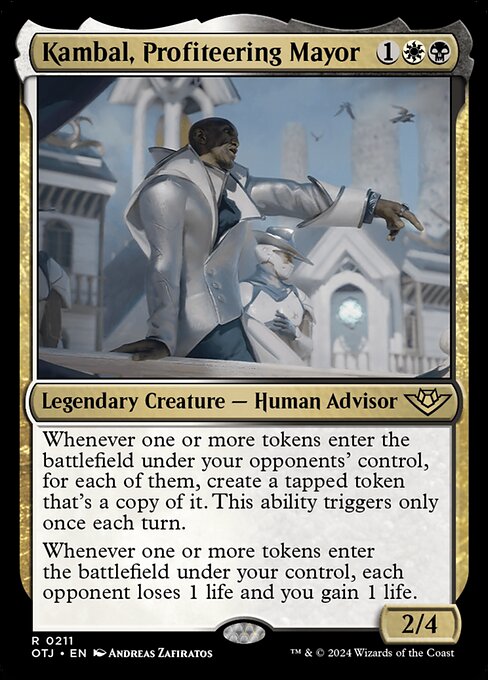 Kambal, Profiteering Mayor 1
Legendary Creature — Human Advisor
Whenever one or more tokens enter the
battlefield under your opponents' control,
for each of them, create a tapped token
that's a copy of it. This ability triggers only
once each turn.
Whenever one or more tokens enter
the battlefield under your control, each
opponent loses 1 life and you gain 1 life.
2/4
R 0211
OTJ • EN Andreas Zafiratos
™ & © 2024 Wizards of the Coast